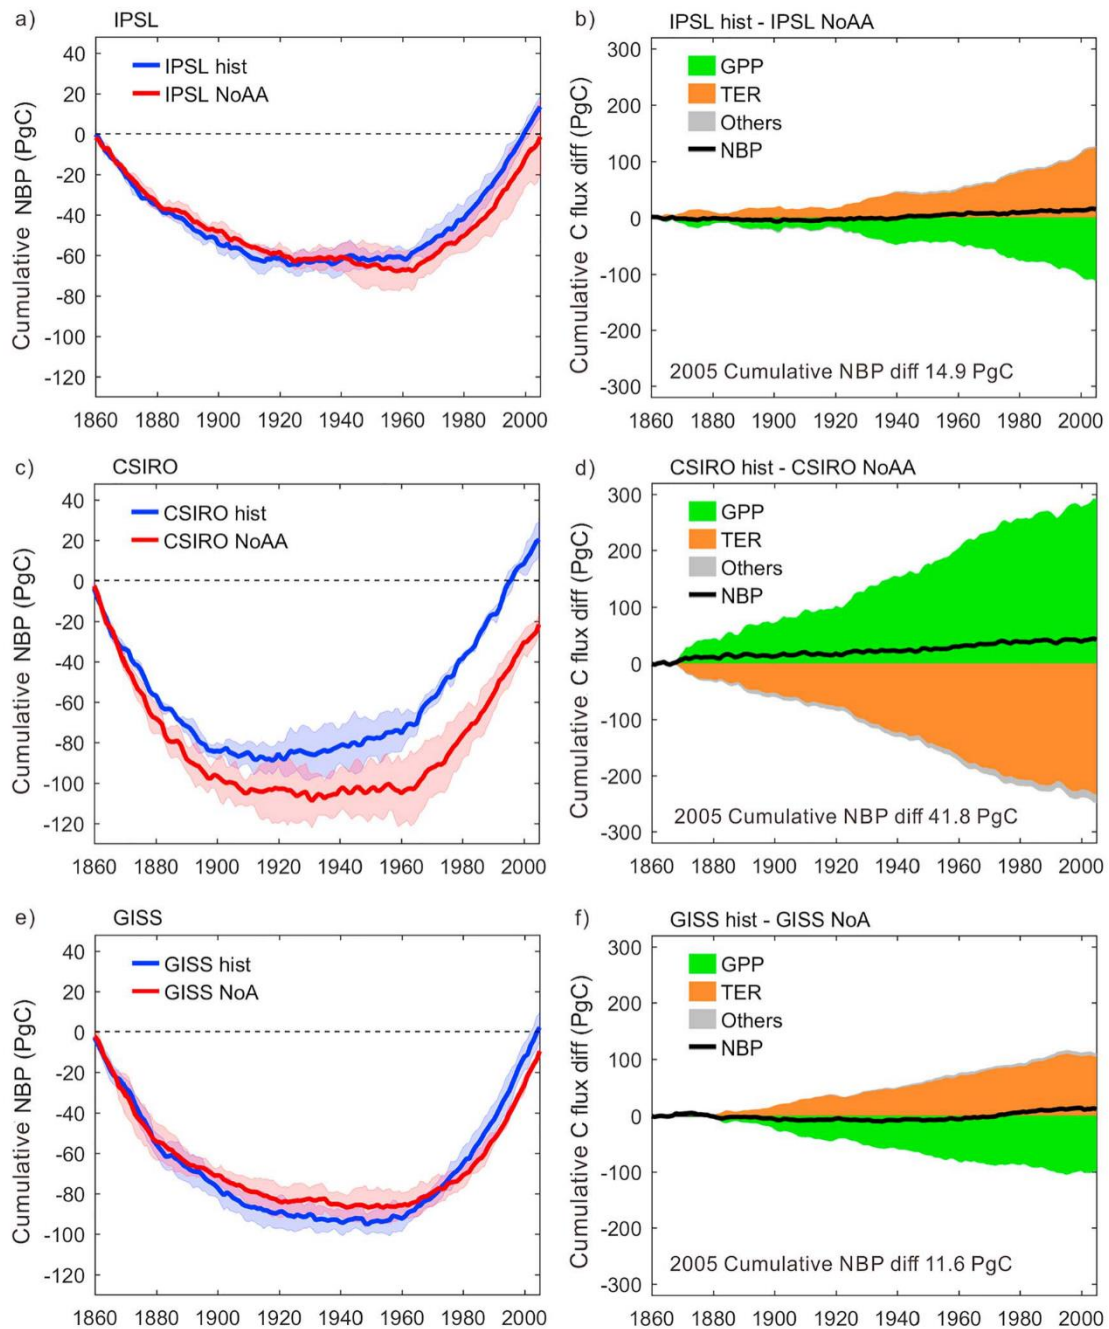 a)
IPSL
Cumulative NBP (PgC)
40
20
0
-20
-40
-60
-80
-100
-120
IPSL hist
IPSL NoAA
1860 1880 1900 1920 1940 1960 1980 2000
b)
IPSL hist - IPSL NoAA
Cumulative C flux diff (PgC)
300
200
100
0
-100
-200
-300
GPP
TER
Others
NBP
2005 Cumulative NBP diff 14.9 PgC
1860 1880 1900 1920 1940 1960 1980 2000
c)
CSIRO
Cumulative NBP (PgC)
40
20
0
-20
-40
-60
-80
-100
-120
CSIRO hist
CSIRO NoAA
1860 1880 1900 1920 1940 1960 1980 2000
d)
CSIRO hist - CSIRO NoAA
Cumulative C flux diff (PgC)
300
200
100
0
-100
-200
-300
GPP
TER
Others
NBP
2005 Cumulative NBP diff 41.8 PgC
1860 1880 1900 1920 1940 1960 1980 2000
e)
GISS
Cumulative NBP (PgC)
40
20
0
-20
-40
-60
-80
-100
-120
GISS hist
GISS NoA
1860 1880 1900 1920 1940 1960 1980 2000
f)
GISS hist - GISS NoA
Cumulative C flux diff (PgC)
300
200
100
0
-100
-200
-300
GPP
TER
Others
NBP
2005 Cumulative NBP diff 11.6 PgC
1860 1880 1900 1920 1940 1960 1980 2000